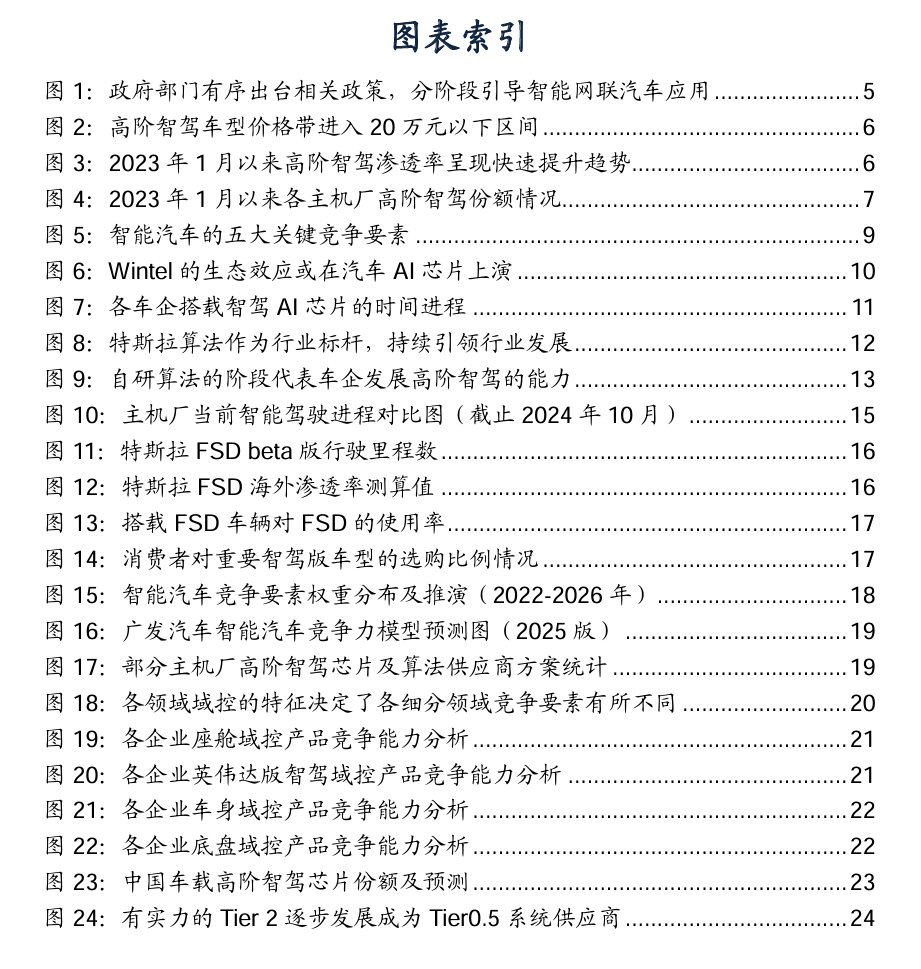 图表索引
图 1：政府部门有序出台相关政策，分阶段引导智能网联汽车应用......................5
图 2：高阶智驾车型价格带进入 20 万元以下区间..................................................6
图 3：2023 年 1 月以来高阶智驾渗透率呈现快速提升趋势...................................6
图 4：2023 年 1 月以来各主机厂高阶智驾份额情况..............................................7
图 5：智能汽车的五大关键竞争要素 ......................................................................9
图 6：Wintel 的生态效应或在汽车 AI 芯片上演....................................................10
图 7：各车企搭载智驾 AI 芯片的时间进程 ...........................................................11
图 8：特斯拉算法作为行业标杆，持续引领行业发展...........................................12
图 9：自研算法的阶段代表车企发展高阶智驾的能力...........................................13
图 10：主机厂当前智能驾驶进程对比图（截止 2024 年 10 月） .........................15
图 11：特斯拉 FSD beta 版行驶里程数................................................................16
图 12：特斯拉 FSD 海外渗透率测算值 ................................................................16
图 13：搭载 FSD 车辆对 FSD 的使用率...............................................................17
图 14：消费者对重要智驾版车型的选购比例情况................................................17
图 15：智能汽车竞争要素权重分布及推演（2022-2026 年） ..............................18
图 16：广发汽车智能汽车竞争力模型预测图（2025 版） ...................................19
图 17：部分主机厂高阶智驾芯片及算法供应商方案统计.....................................19
图 18：各领域域控的特征决定了各细分领域竞争要素有所不同..........................20
图 19：各企业座舱域控产品竞争能力分析...........................................................21
图 20：各企业英伟达版智驾域控产品竞争能力分析............................................21
图 21：各企业车身域控产品竞争能力分析...........................................................22
图 22：各企业底盘域控产品竞争能力分析...........................................................22
图 23：中国车载高阶智驾芯片份额及预测...........................................................23
图 24：有实力的 Tier 2 逐步发展成为 Tier0.5 系统供应商...................................24